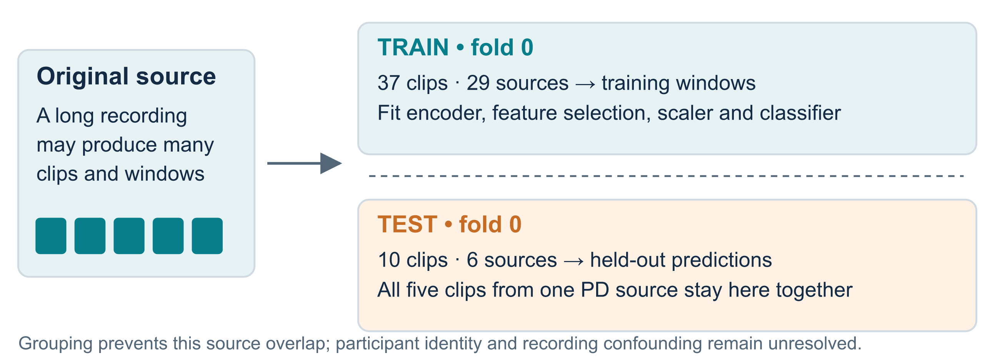 Original source
A long recording
may produce many
clips and windows
TRAIN • fold 0
37 clips · 29 sources → training windows
Fit encoder, feature selection, scaler and classifier
TEST • fold 0
10 clips · 6 sources → held-out predictions
All five clips from one PD source stay here together
Grouping prevents this source overlap; participant identity and recording confounding remain unresolved.